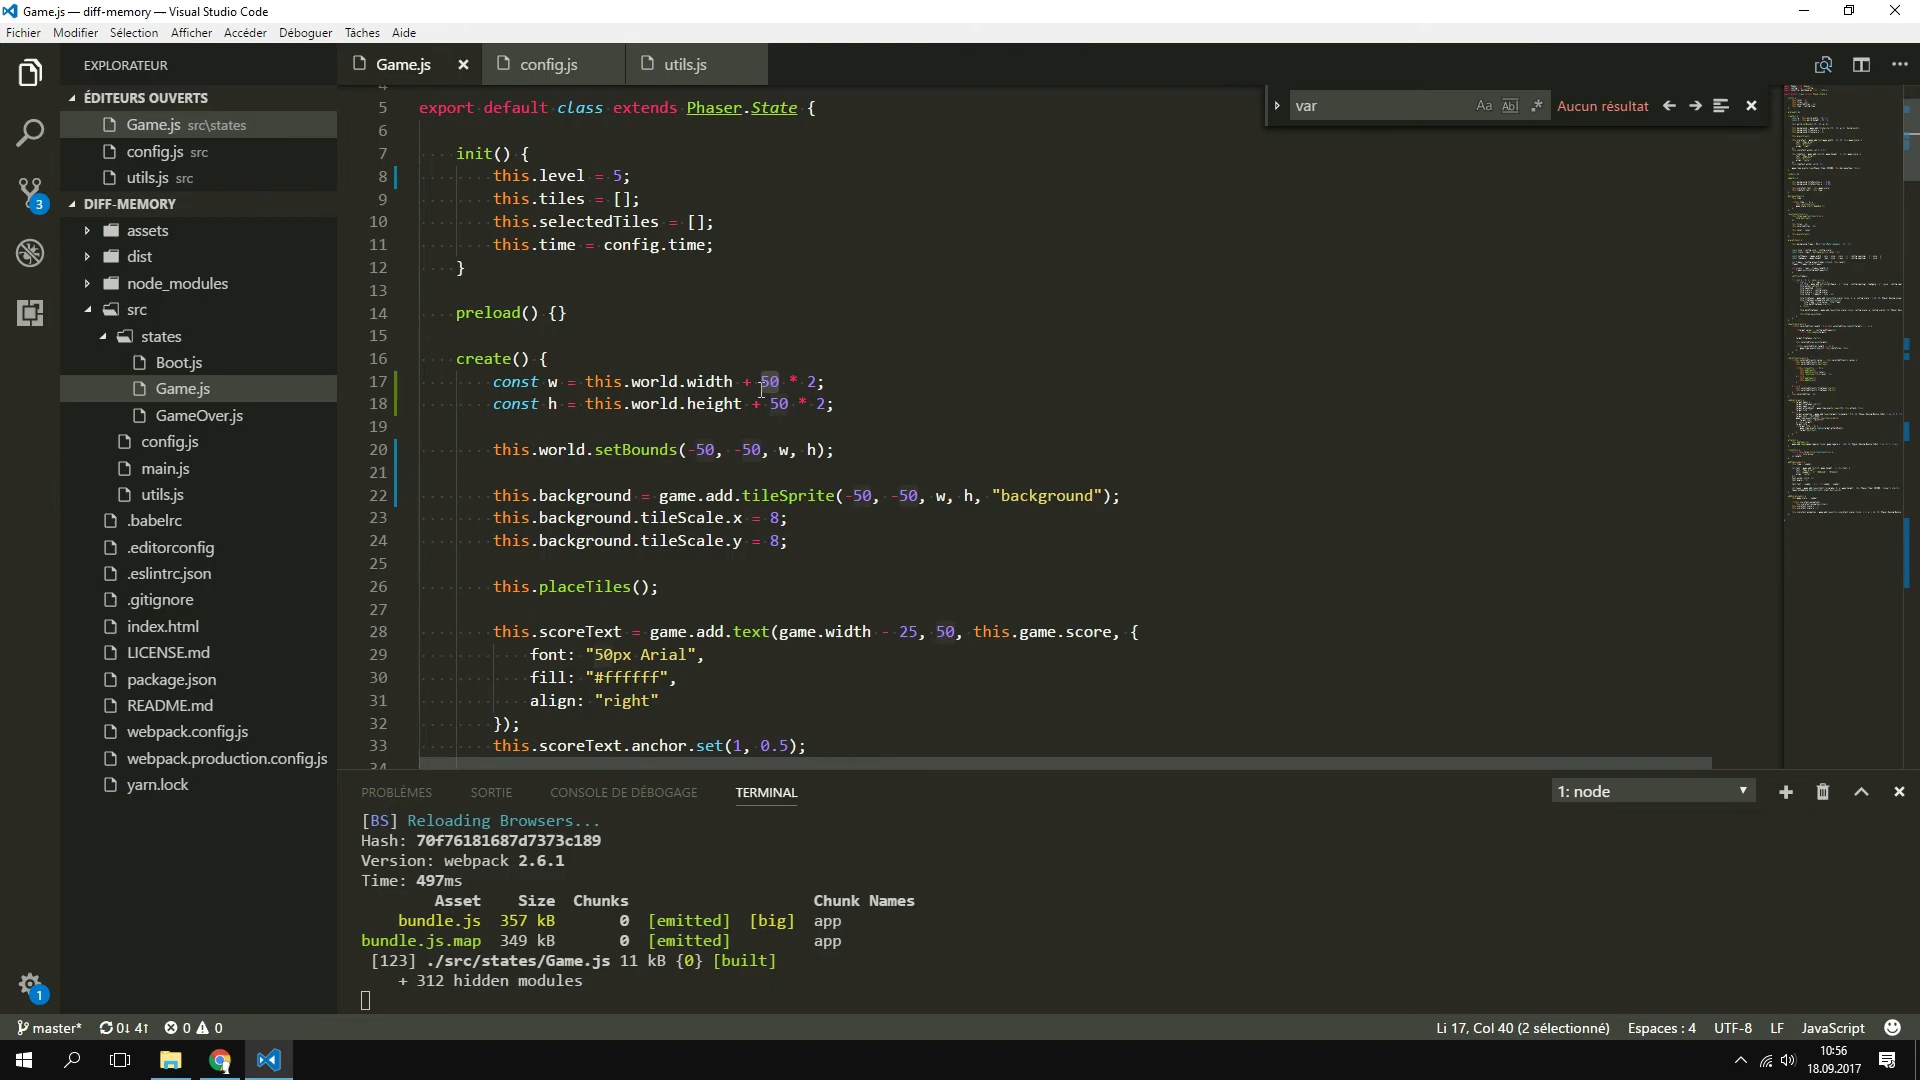 Game.js — diff-memory — Visual Studio Code
Fichier Modifier Sélection Afficher Accéder Déboguer Tâches Aide
EXPLORATEUR
ÉDITEURS OUVERTS
Game.js src\states
config.js src
utils.js src
3
DIFF-MEMORY
assets
dist
node_modules
src
states
Boot.js
Game.js
GameOver.js
config.js
main.js
utils.js
.babelrc
.editorconfig
.eslintrc.json
.gitignore
index.html
LICENSE.md
package.json
README.md
webpack.config.js
webpack.production.config.js
yarn.lock
1
Game.js config.js utils.js
var Aa Abl .* Aucun résultat
5 export default class extends Phaser.State {
6
7 init() {
8 this.level = 5;
9 this.tiles = [];
10 this.selectedTiles = [];
11 this.time = config.time;
12 }
13
14 preload() {}
15
16 create() {
17 const w = this.world.width + 50 * 2;
18 const h = this.world.height + 50 * 2;
19
20 this.world.setBounds(-50, -50, w, h);
21
22 this.background = game.add.tileSprite(-50, -50, w, h, "background");
23 this.background.tileScale.x = 8;
24 this.background.tileScale.y = 8;
25
26 this.placeTiles();
27
28 this.scoreText = game.add.text(game.width - 25, 50, this.game.score, {
29 font: "50px Arial",
30 fill: "#ffffff",
31 align: "right"
32 });
33 this.scoreText.anchor.set(1, 0.5);
34
PROBLÈMES SORTIE CONSOLE DE DÉBOGAGE TERMINAL 1: node
[BS] Reloading Browsers...
Hash: 70f76181687d7373c189
Version: webpack 2.6.1
Time: 497ms
Asset Size Chunks Chunk Names
bundle.js 357 kB 0 [emitted] [big] app
bundle.js.map 349 kB 0 [emitted] app
[123] ./src/states/Game.js 11 kB {0} [built]
+ 312 hidden modules
master* 0↓ 4↑ 0 0 Li 17, Col 40 (2 sélectionné) Espaces : 4 UTF-8 LF JavaScript
10:56
18.09.2017